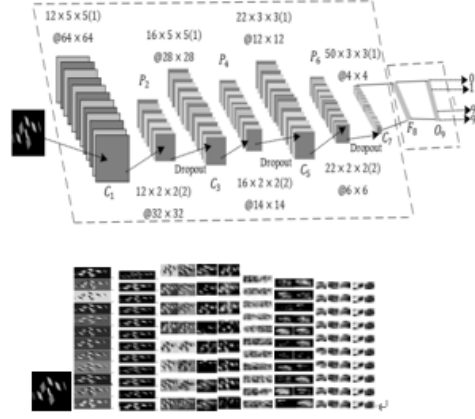 12 × 5 × 5(1)
@64 × 64
16 × 5 × 5(1)
@28 × 28
22 × 3 × 3(1)
@12 × 12
50 × 3 × 3(1)
@4 × 4
P₂
P₄
P₆
0
1
C₁
C₃
C₅
C₇
F₈
O₉
Dropout
Dropout
Dropout
12 × 2 × 2(2)
@32 × 32
16 × 2 × 2(2)
@14 × 14
22 × 2 × 2(2)
@6 × 6